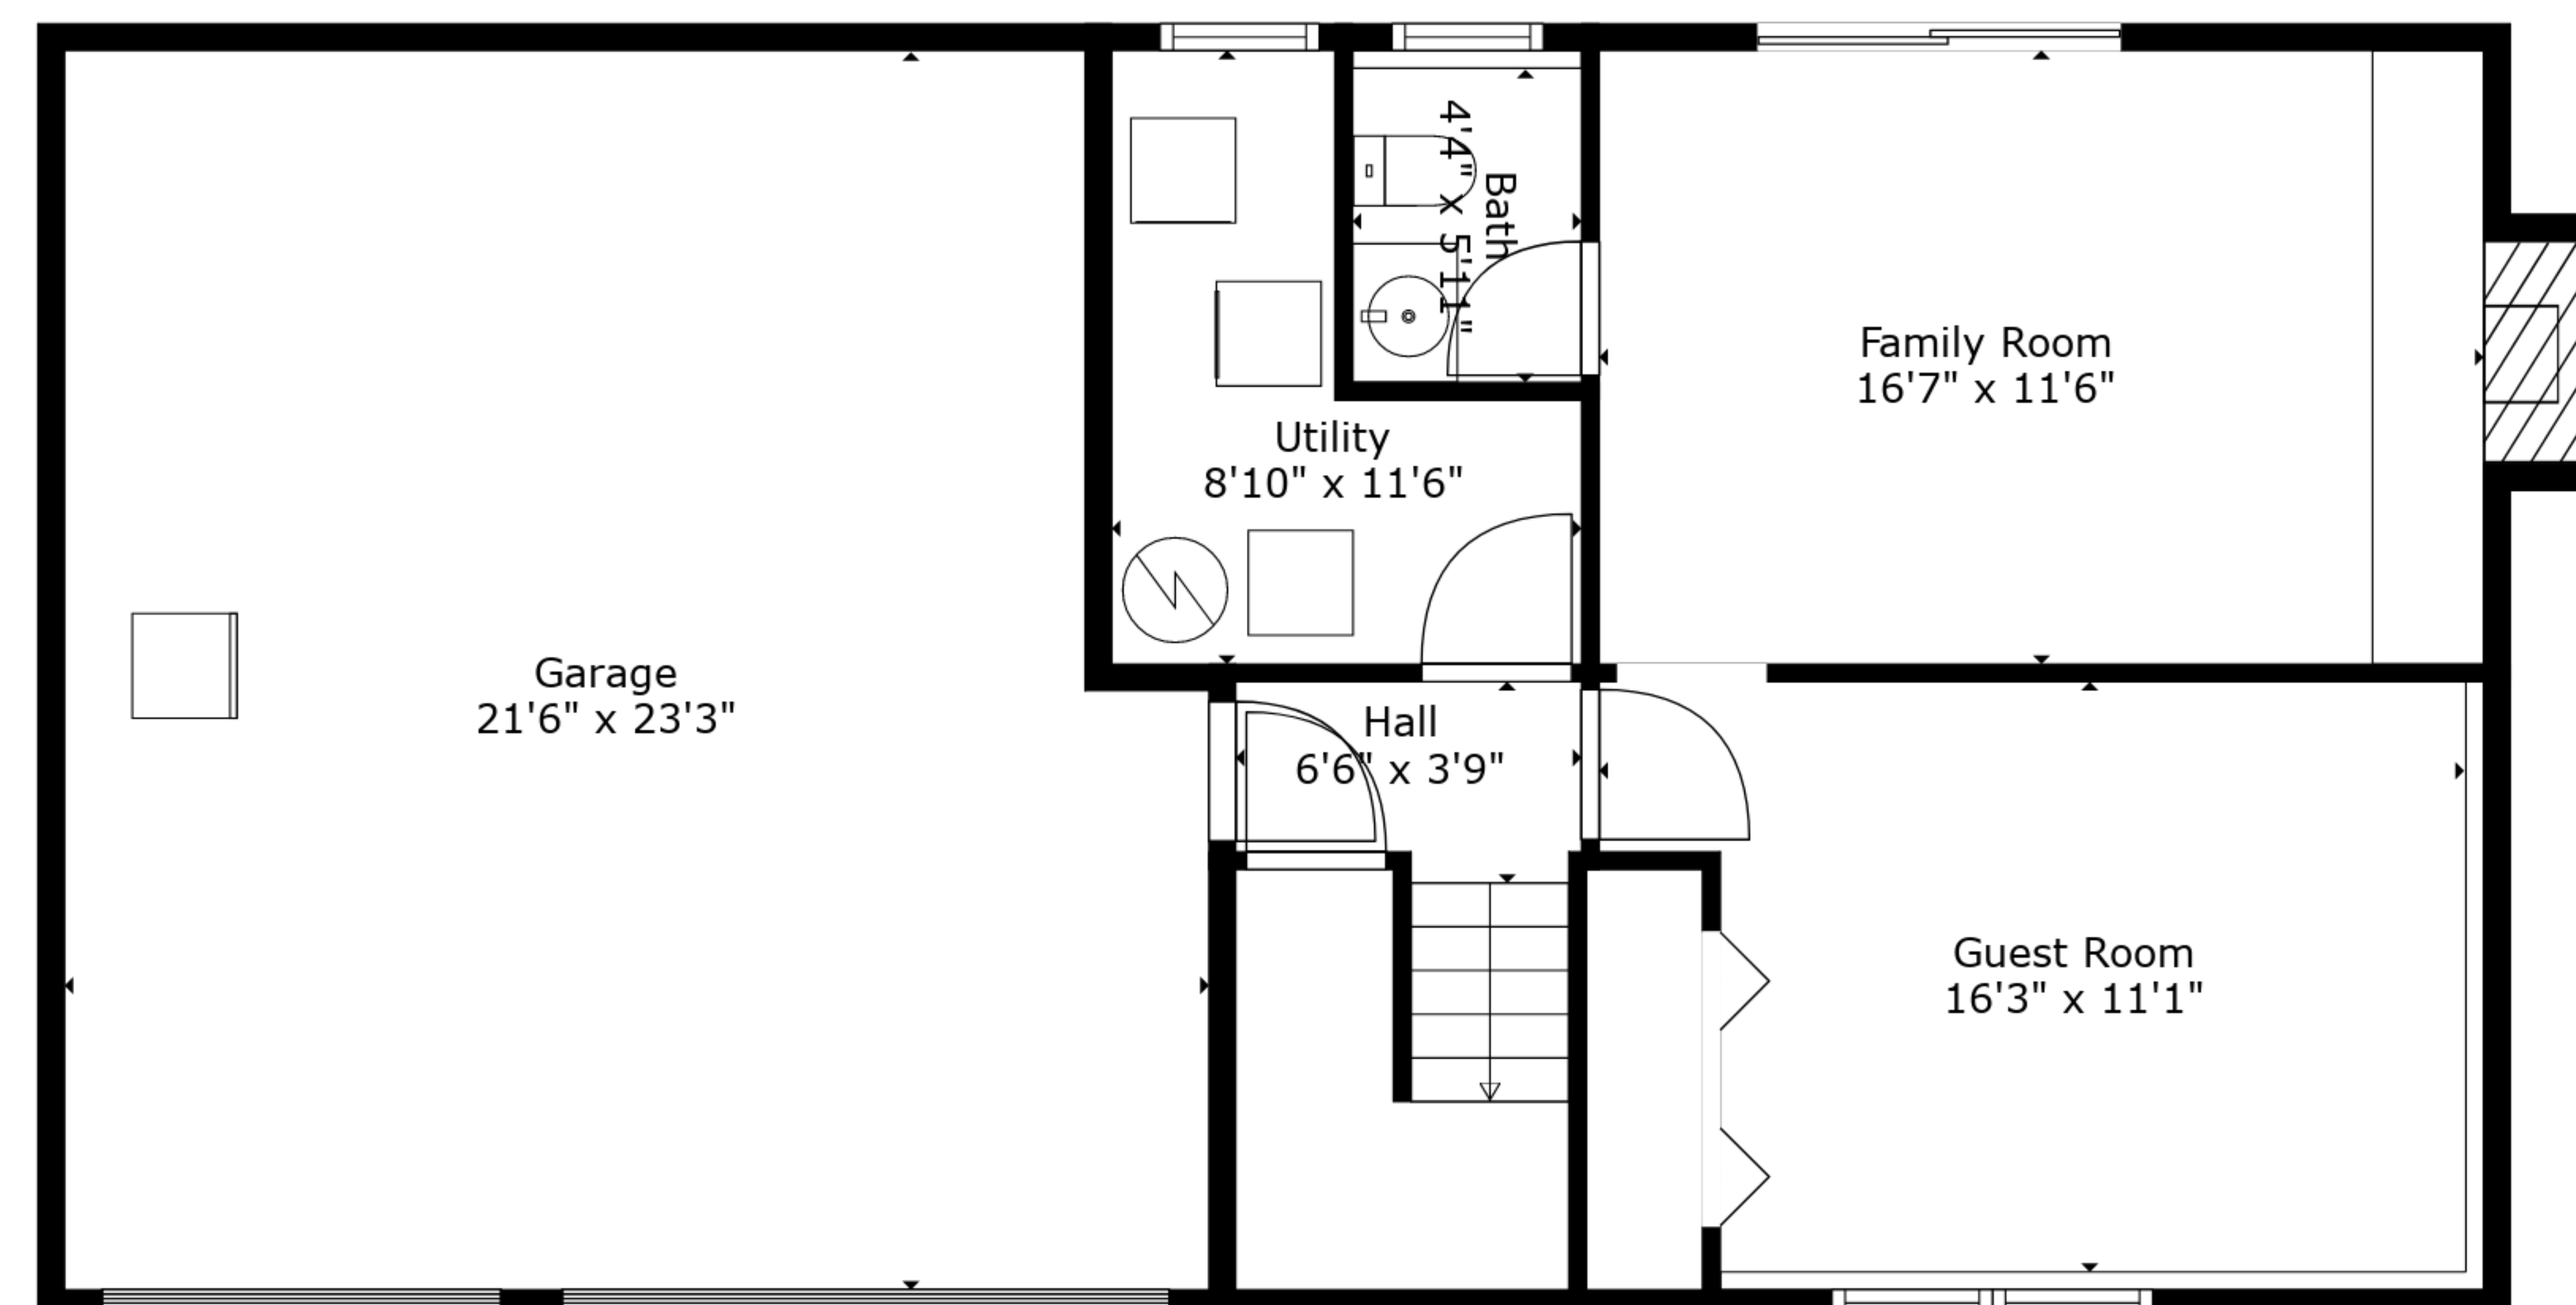 Bath
4'4" x 5'11"
Family Room
16'7" x 11'6"
Utility
8'10" x 11'6"
Garage
21'6" x 23'3"
Hall
6'6" x 3'9"
Guest Room
16'3" x 11'1"